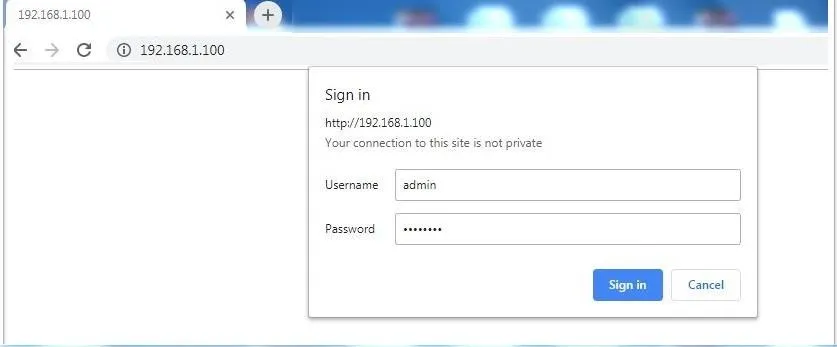 192.168.1.100
192.168.1.100
Sign in
http://192.168.1.100
Your connection to this site is not private
Username admin
Password ••••••••
Sign in Cancel